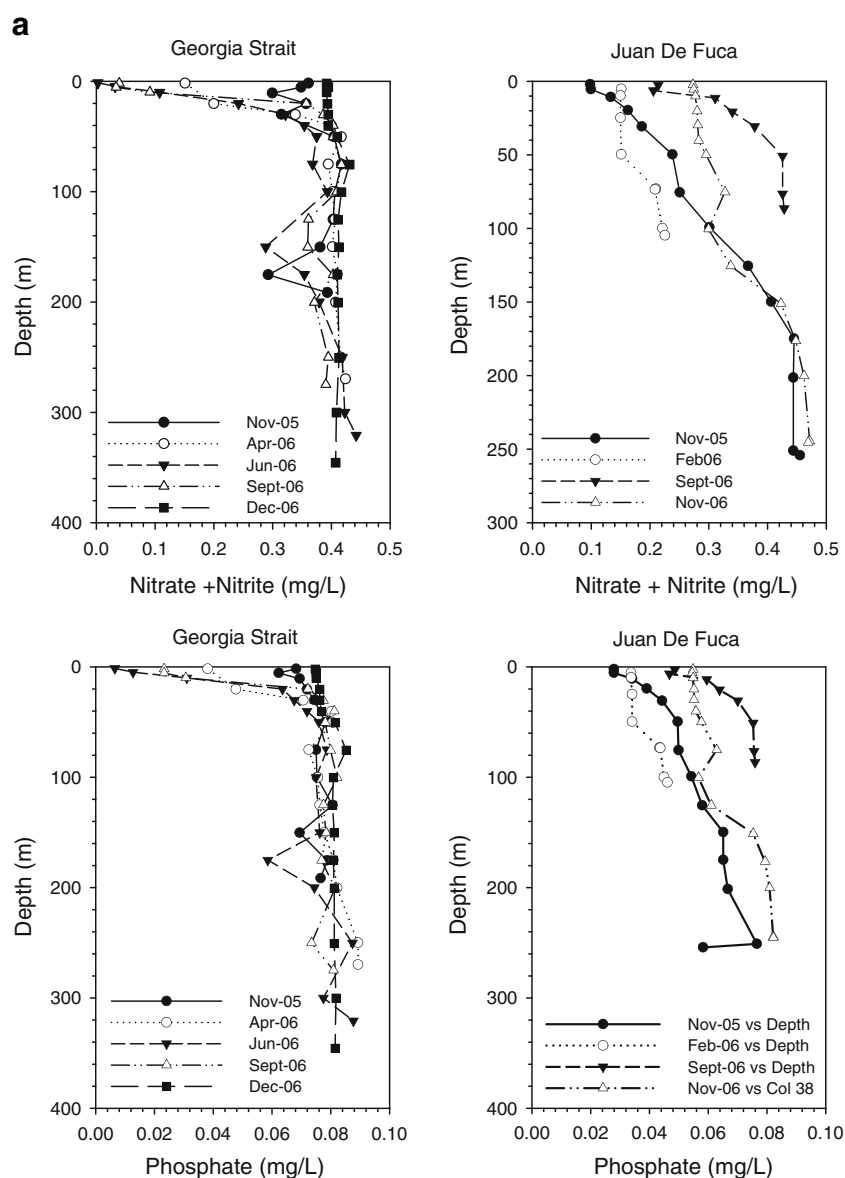 a
Georgia Strait
0
100
200
300
400
Depth (m)
Nov-05
Apr-06
Jun-06
Sept-06
Dec-06
0.0 0.1 0.2 0.3 0.4 0.5
Nitrate +Nitrite (mg/L)
Juan De Fuca
0
50
100
150
200
250
300
Depth (m)
Nov-05
Feb06
Sept-06
Nov-06
0.0 0.1 0.2 0.3 0.4 0.5
Nitrate + Nitrite (mg/L)
Georgia Strait
0
100
200
300
400
Depth (m)
Nov-05
Apr-06
Jun-06
Sept-06
Dec-06
0.00 0.02 0.04 0.06 0.08 0.10
Phosphate (mg/L)
Juan De Fuca
0
100
200
300
400
Depth (m)
Nov-05 vs Depth
Feb-06 vs Depth
Sept-06 vs Depth
Nov-06 vs Col 38
0.00 0.02 0.04 0.06 0.08 0.10
Phosphate (mg/L)